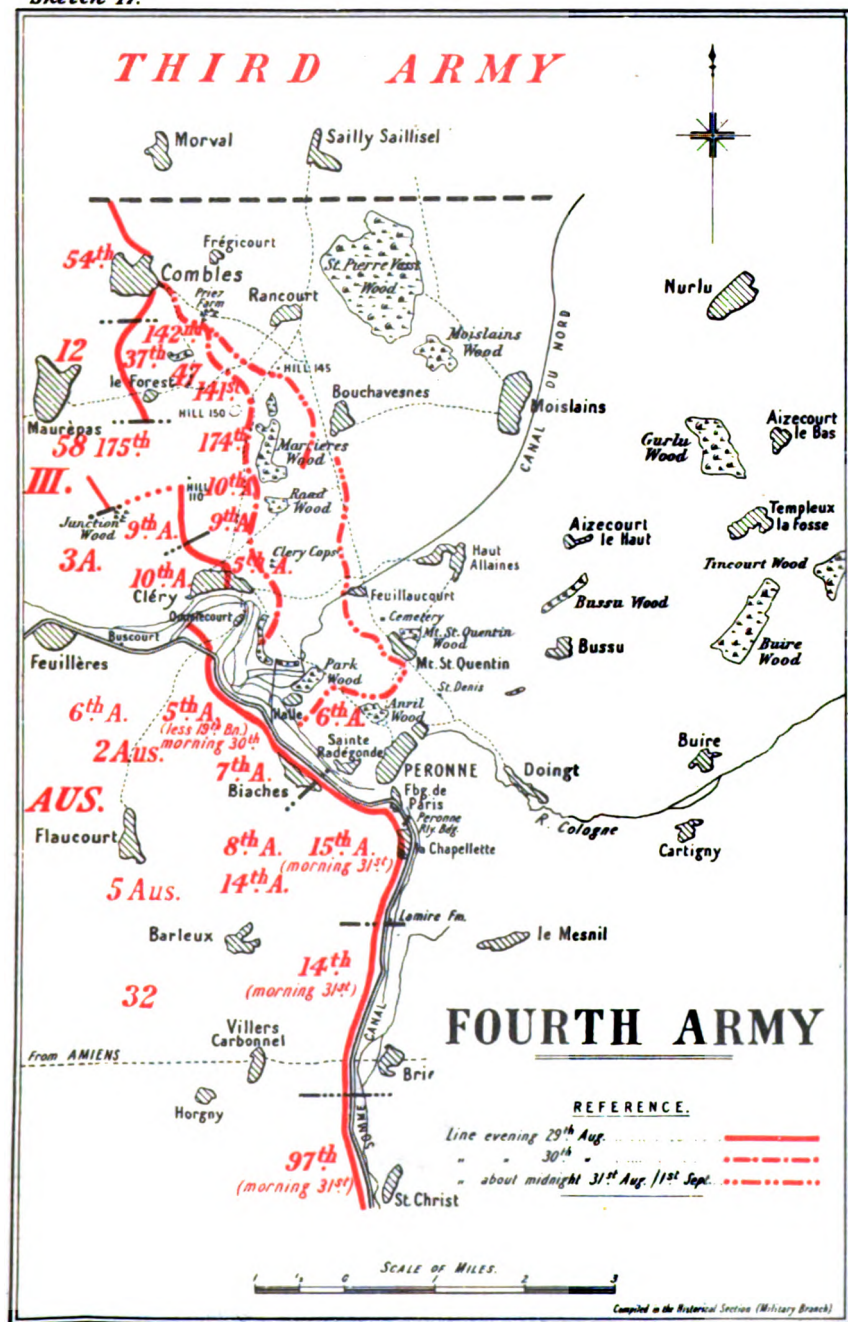 Sketch 17.
THIRD ARMY
Morval
Sailly Saillisel
54th
Combles
Frégicourt
Priez
Farm
Rancourt
St. Pierre Vaast
Wood
Nurlu
Moislains
Wood
142nd
12
37th
47
le Forest
141st
HILL 145
HILL 150
Bouchavesnes
Moislains
CANAL DU NORD
Maurepas
58
175th
174th
Marrieres
Wood
Gurlu
Wood
Aizecourt
le Bas
III.
HILL
110
10th A.
Road
Wood
Junction
Wood
9th A.
9th A.
Templeux
la Fosse
Aizecourt
le Haut
3A.
10th A.
5th A.
Clery Cops
Haut
Allaines
Tincourt Wood
Cléry
Feuillaucourt
Bussu Wood
Omiécourt
Cemetery
Buscourt
Mt. St. Quentin
Wood
Feuillères
Mt. St. Quentin
Bussu
Buire
Wood
Park
Wood
St. Denis
6th A.
5th A.
(less 19th Bn.)
morning 30th
Halle
6th A.
Anvil
Wood
2 Aus.
Sainte
Radégonde
PERONNE
Doingt
Buire
7th A.
Biaches
AUS.
Fbg. de
Paris
Peronne
Rly. Bdg.
R. Cologne
Flaucourt
8th A.
15th A.
(morning 31st)
la Chapellette
Cartigny
5 Aus.
14th A.
Lamire Fm.
Barleux
le Mesnil
14th
(morning 31st)
32
FOURTH ARMY
Villers
Carbonnel
From AMIENS
Brie
Horgny
SOMME CANAL
REFERENCE.
Line evening 29th Aug.
" " 30th "
" about midnight 31st Aug. / 1st Sept.
97th
(morning 31st)
St. Christ
SCALE OF MILES.
1 ½ 0 1 2 3
Compiled in the Historical Section (Military Branch)